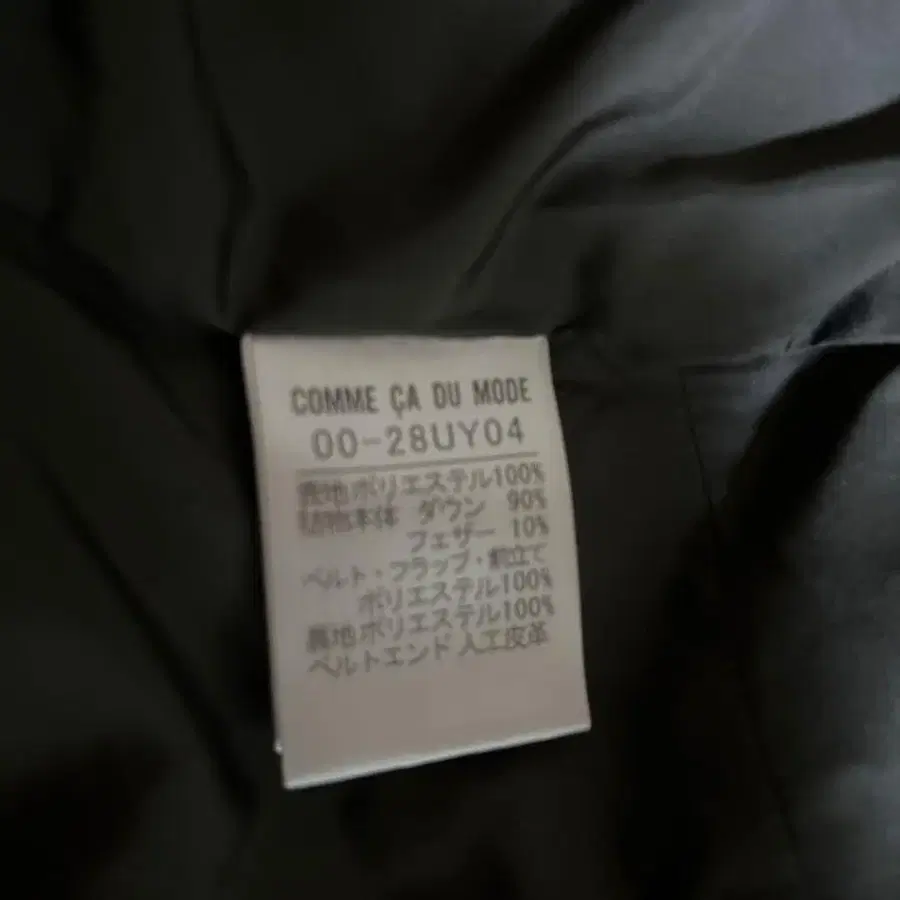 COMME ÇA DU MODE
00-28UY04
表地 ポリエステル100%
詰物本体 ダウン 90%
フェザー 10%
ベルト・フラップ・前立て
ポリエステル100%
裏地 ポリエステル100%
ベルトエンド 人工皮革